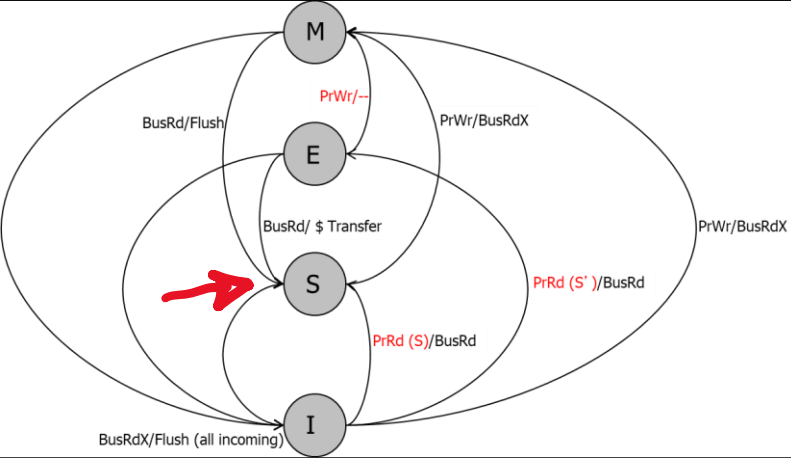 M
PrWr/--
BusRd/Flush
PrWr/BusRdX
E
BusRd/ $ Transfer
PrWr/BusRdX
S
PrRd (S')/BusRd
PrRd (S)/BusRd
I
BusRdX/Flush (all incoming)